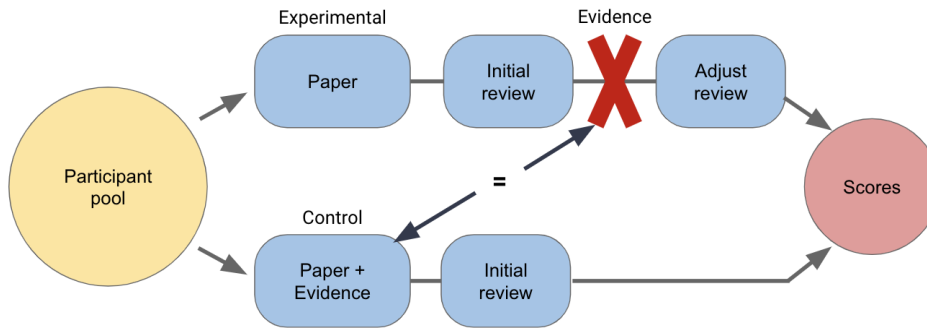 Experimental
Evidence
Paper
Initial
review
Adjust
review
Participant
pool
=
Scores
Control
Paper +
Evidence
Initial
review